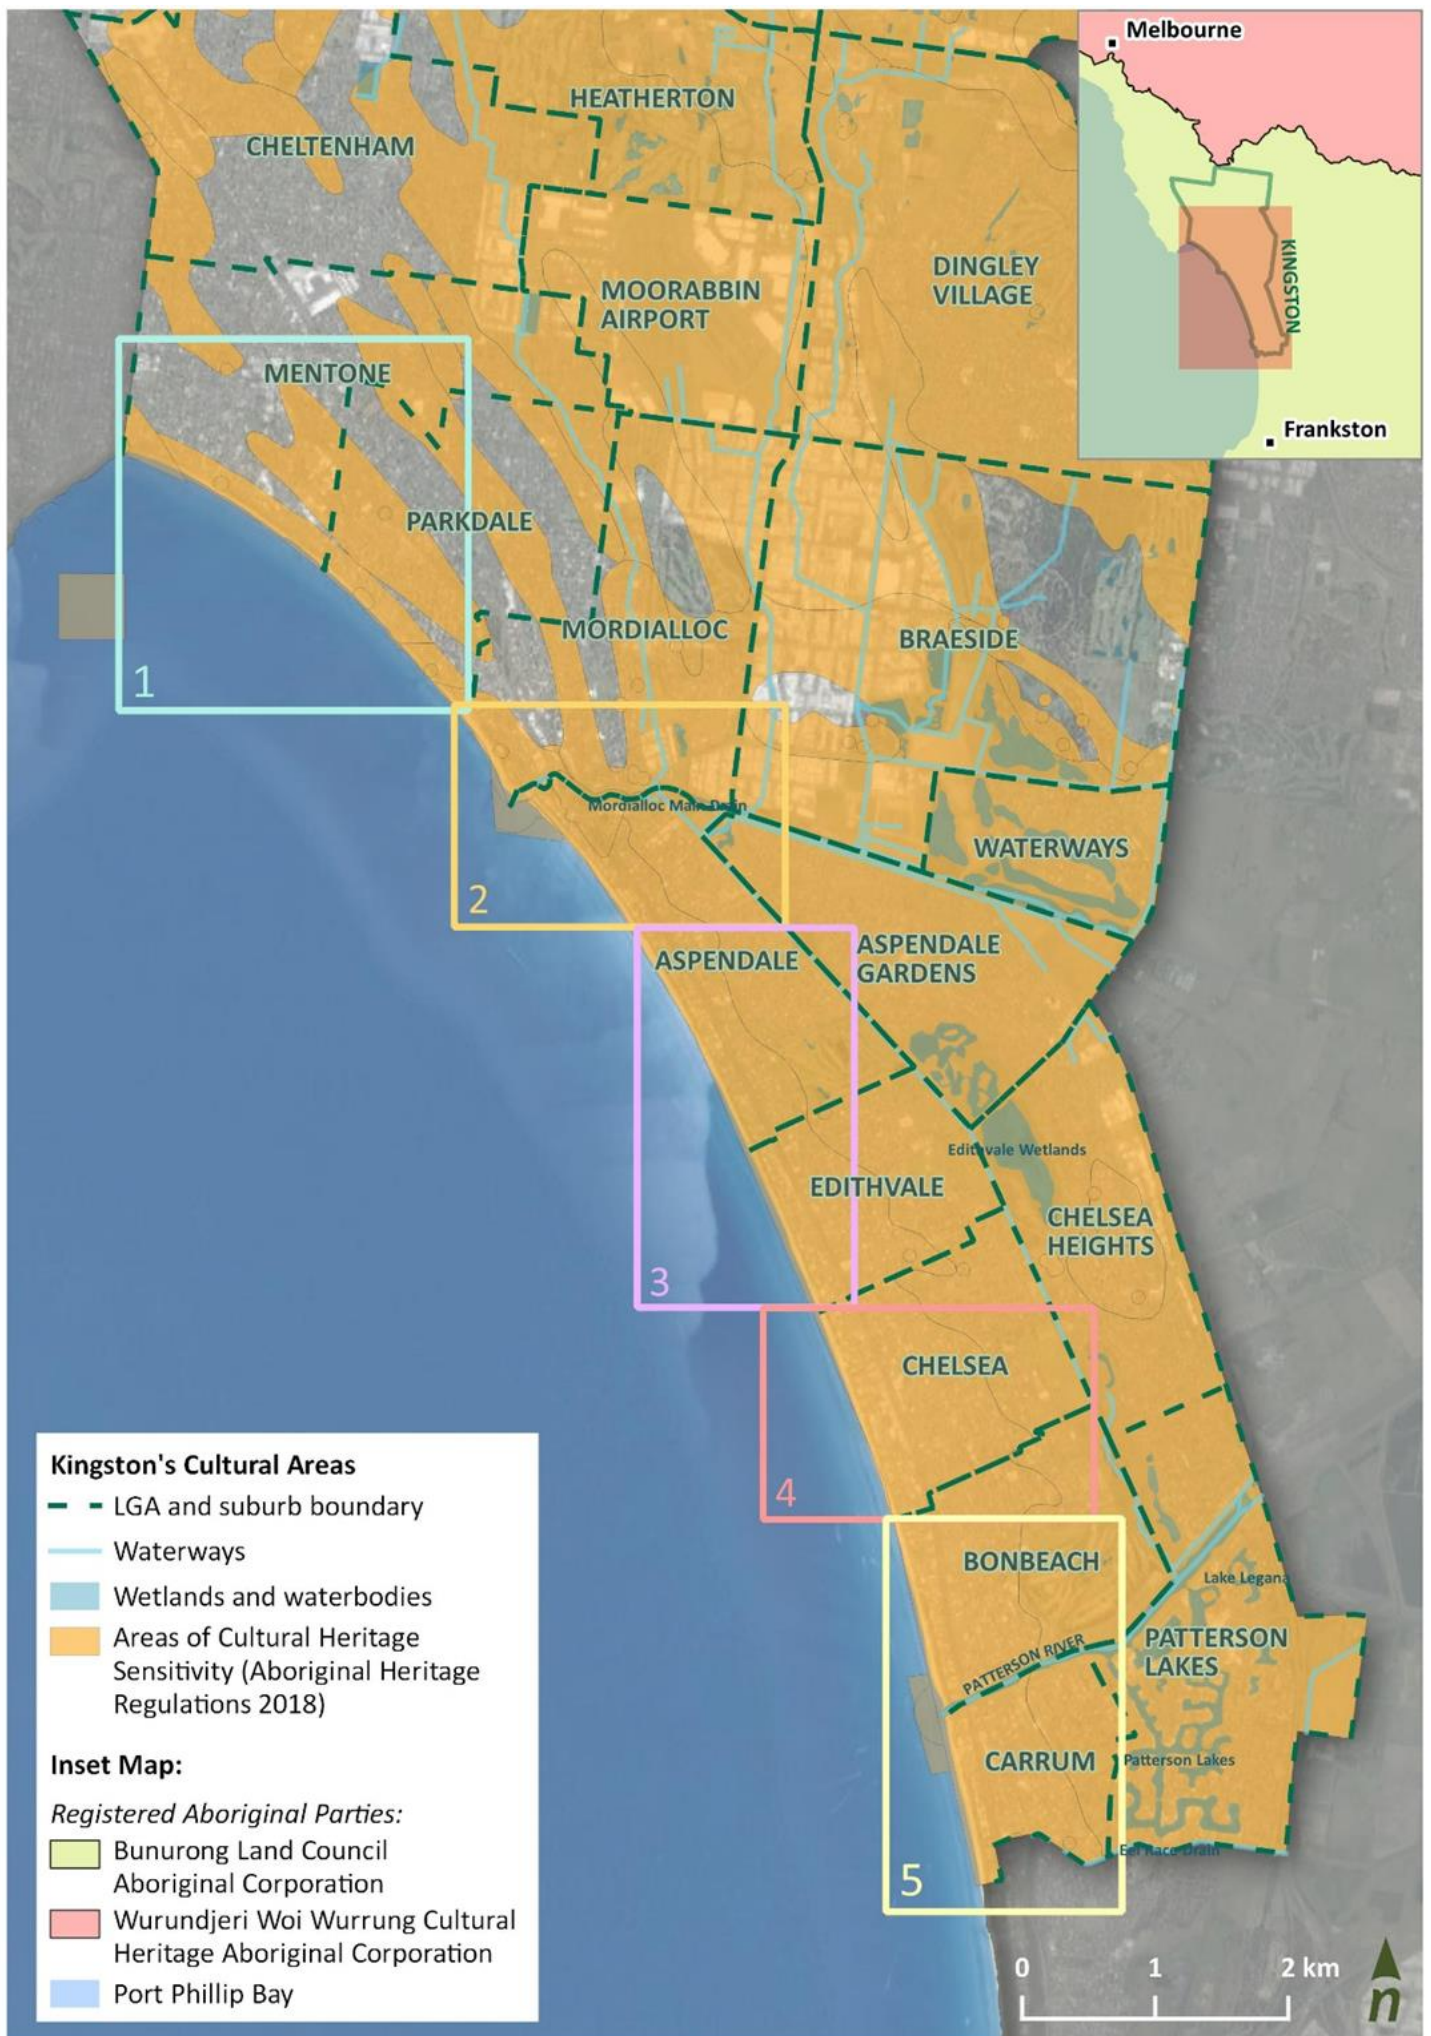 Melbourne
HEATHERTON
CHELTENHAM
KINGSTON
DINGLEY
VILLAGE
MOORABBIN
AIRPORT
MENTONE
Frankston
PARKDALE
MORDIALLOC
BRAESIDE
1
Mordialloc Main Drain
WATERWAYS
2
ASPENDALE
ASPENDALE
GARDENS
Edithvale Wetlands
EDITHVALE
CHELSEA
HEIGHTS
3
CHELSEA
4
BONBEACH
Lake Legana
PATTERSON RIVER
PATTERSON
LAKES
CARRUM
Patterson Lakes
Eel Race Drain
5
Kingston's Cultural Areas
LGA and suburb boundary
Waterways
Wetlands and waterbodies
Areas of Cultural Heritage
Sensitivity (Aboriginal Heritage
Regulations 2018)
Inset Map:
Registered Aboriginal Parties:
Bunurong Land Council
Aboriginal Corporation
Wurundjeri Woi Wurrung Cultural
Heritage Aboriginal Corporation
Port Phillip Bay
0 1 2 km
n